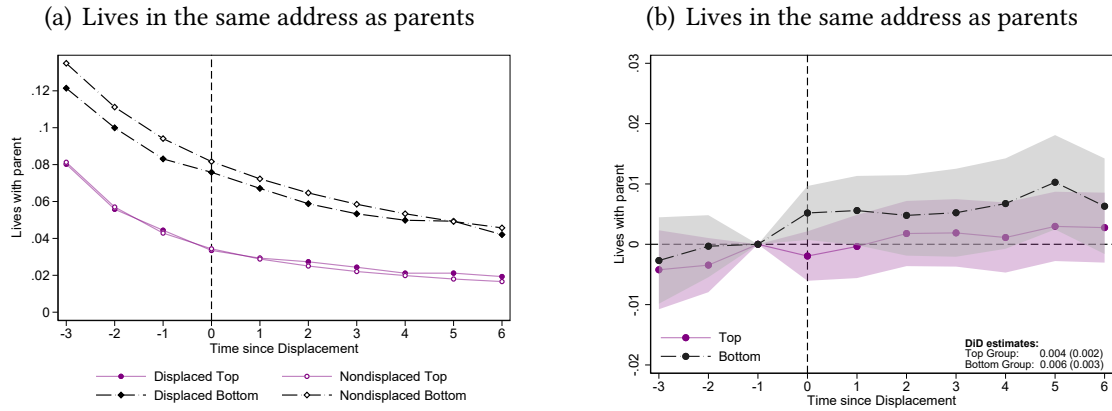 (a) Lives in the same address as parents
Lives with parent
.12
.1
.08
.06
.04
.02
0
-3 -2 -1 0 1 2 3 4 5 6
Time since Displacement
Displaced Top Nondisplaced Top
Displaced Bottom Nondisplaced Bottom
(b) Lives in the same address as parents
Lives with parent
.03
.02
.01
0
-.01
-.02
Top
Bottom
DiD estimates:
Top Group: 0.004 (0.002)
Bottom Group: 0.006 (0.003)
-3 -2 -1 0 1 2 3 4 5 6
Time since Displacement